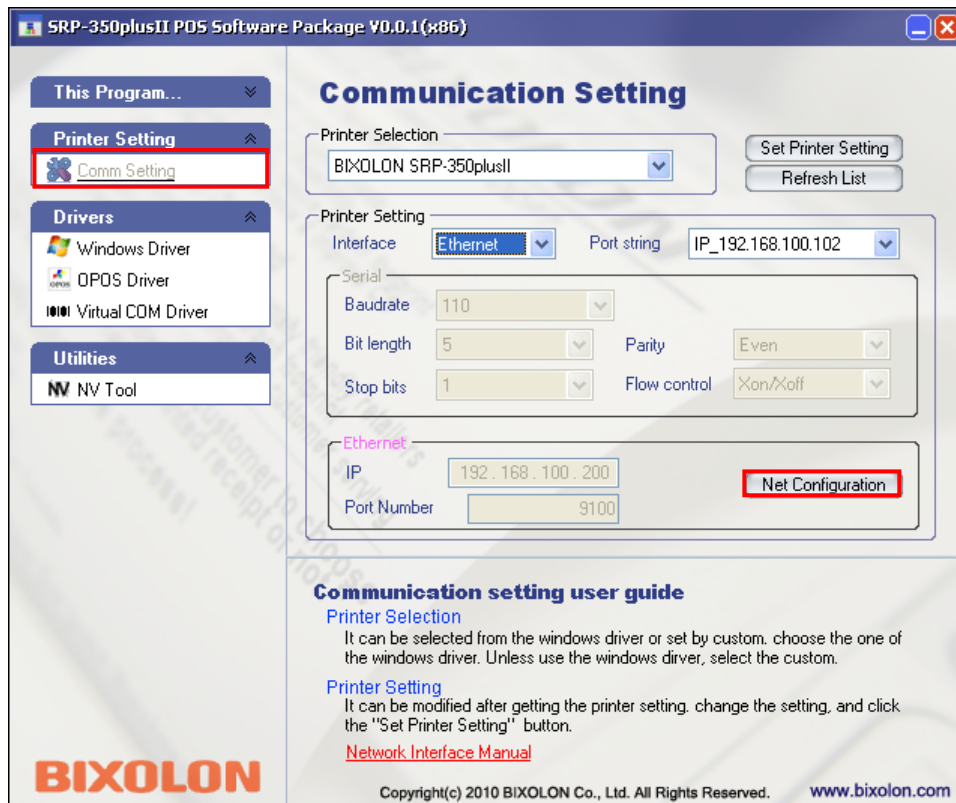 SRP-350plusII POS Software Package V0.0.1(x86)
This Program...
Printer Setting
Comm Setting
Drivers
Windows Driver
OPOS Driver
Virtual COM Driver
Utilities
NV NV Tool
BIXOLON
Communication Setting
Printer Selection
BIXOLON SRP-350plusII
Set Printer Setting
Refresh List
Printer Setting
Interface Ethernet Port string IP_192.168.100.102
Serial
Baudrate 110
Bit length 5 Parity Even
Stop bits 1 Flow control Xon/Xoff
Ethernet
IP 192 . 168 . 100 . 200
Net Configuration
Port Number 9100
Communication setting user guide
Printer Selection
It can be selected from the windows driver or set by custom. choose the one of
the windows driver. Unless use the windows dirver, select the custom.
Printer Setting
It can be modified after getting the printer setting. change the setting, and click
the "Set Printer Setting" button.
Network Interface Manual
Copyright(c) 2010 BIXOLON Co., Ltd. All Rights Reserved. www.bixolon.com